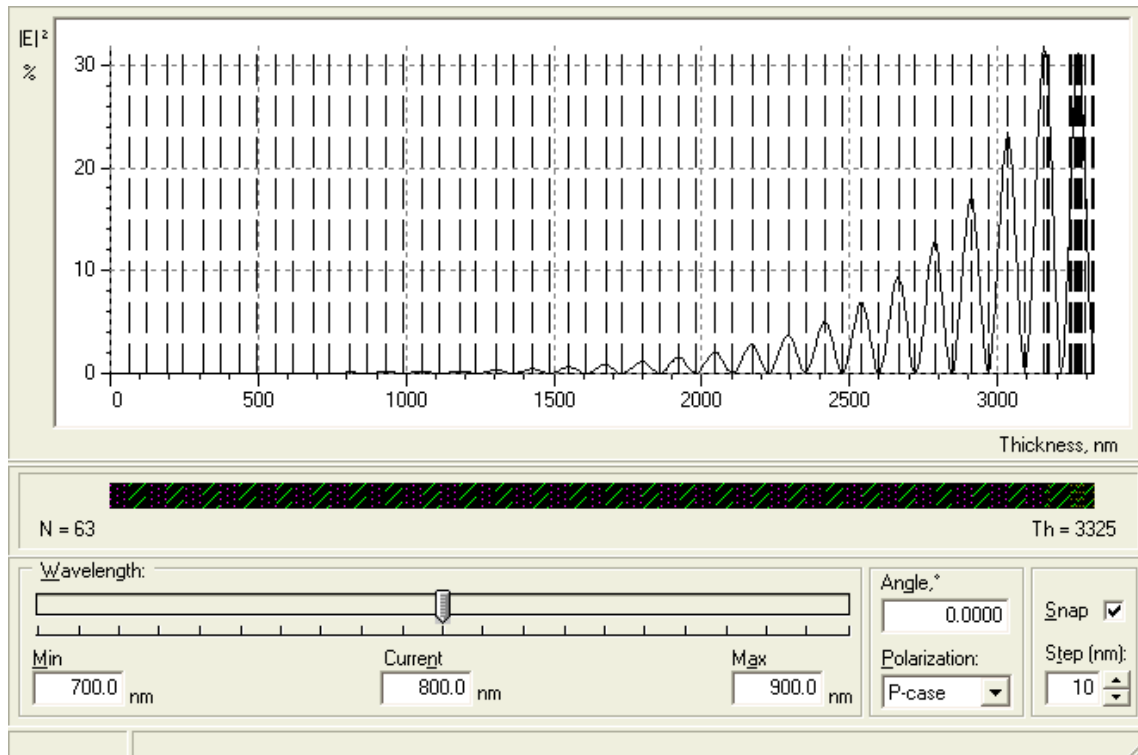 |E|²
%
30
20
10
0
0 500 1000 1500 2000 2500 3000
Thickness, nm
N = 63 Th = 3325
Wavelength:
Min Current Max
700.0 nm 800.0 nm 900.0 nm
Angle,°
0.0000
Polarization:
P-case
Snap
Step (nm):
10